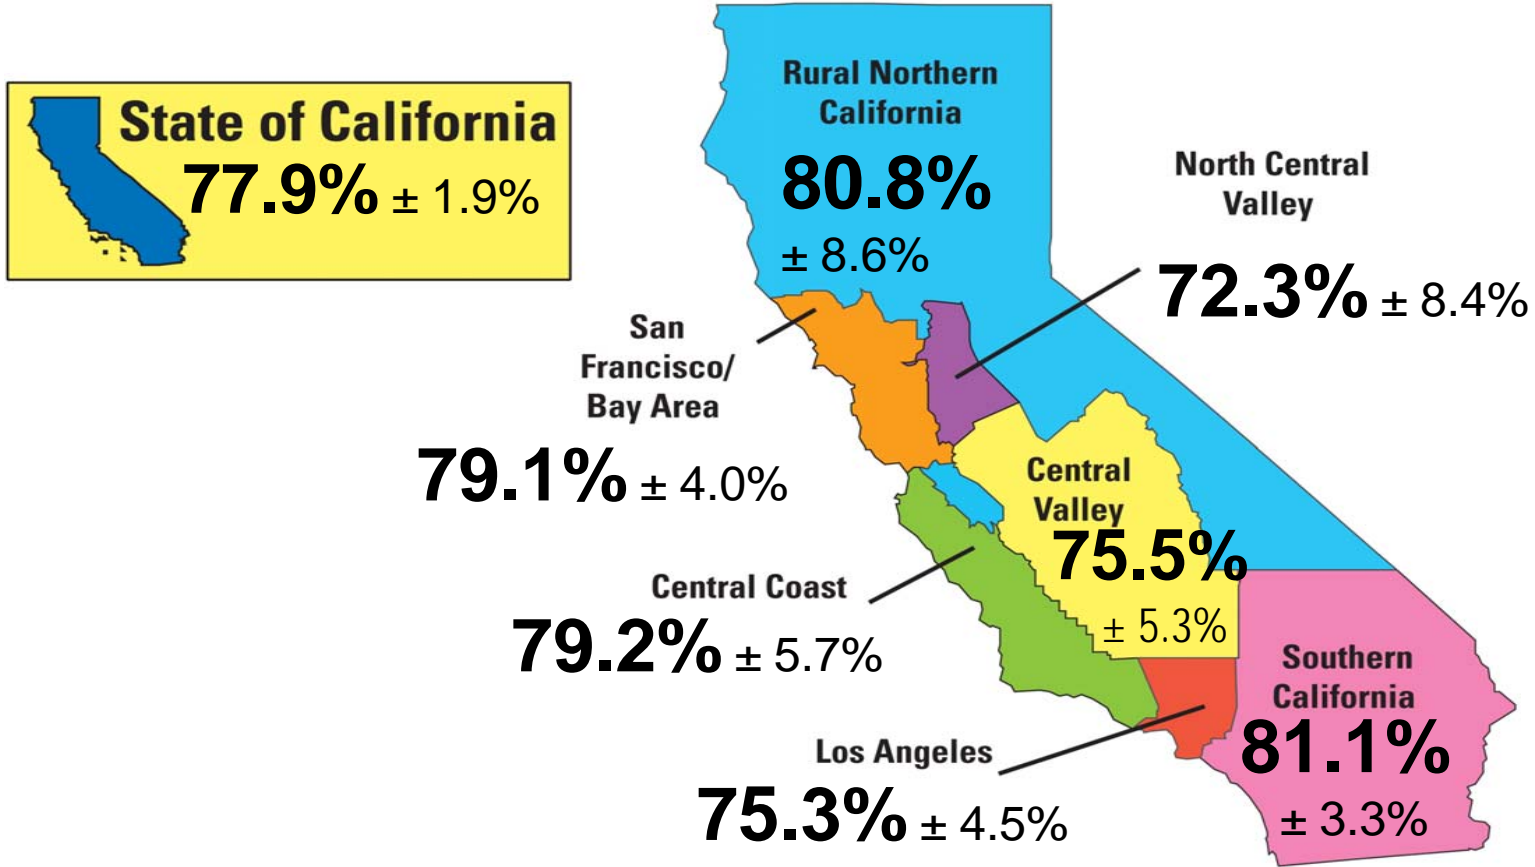 State of California
77.9% ± 1.9%
Rural Northern
California
80.8%
± 8.6%
North Central
Valley
72.3% ± 8.4%
San
Francisco/
Bay Area
79.1% ± 4.0%
Central
Valley
75.5%
± 5.3%
Central Coast
79.2% ± 5.7%
Southern
California
81.1%
± 3.3%
Los Angeles
75.3% ± 4.5%